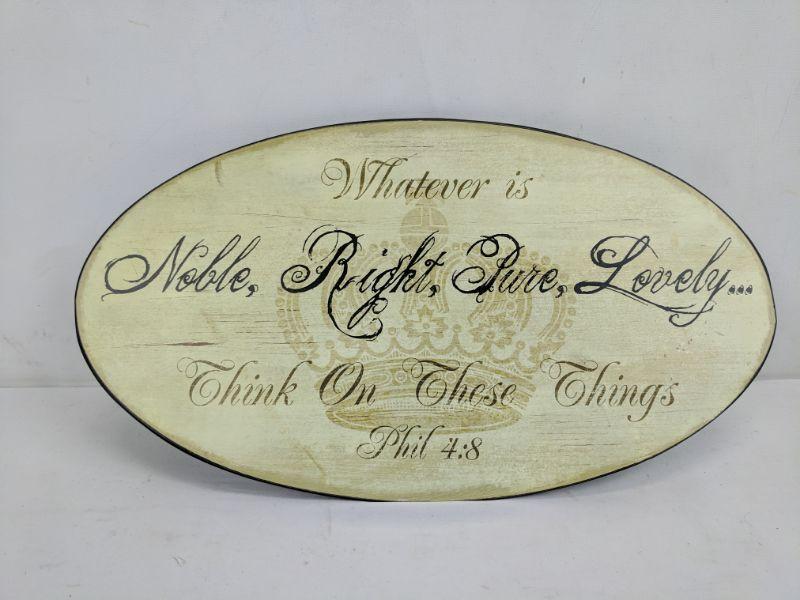 Whatever is
Noble, Right, Pure, Lovely...
Think On These Things
Phil 4:8